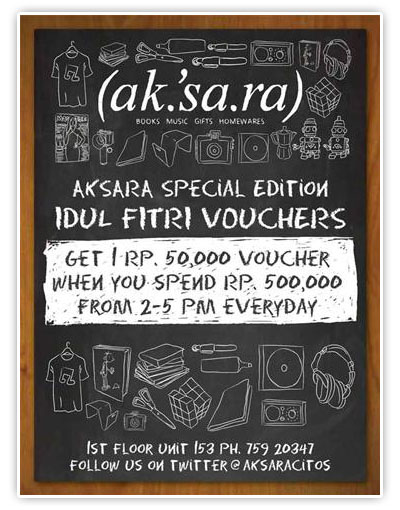 (ak.'sa.ra)
BOOKS MUSIC GIFTS HOMEWARES
AKSARA SPECIAL EDITION
IDUL FITRI VOUCHERS
GET 1 RP. 50,000 VOUCHER
WHEN YOU SPEND RP. 500,000
FROM 2-5 PM EVERYDAY
1ST FLOOR UNIT 153 PH. 759 20347
FOLLOW US ON TWITTER@AKSARACITOS